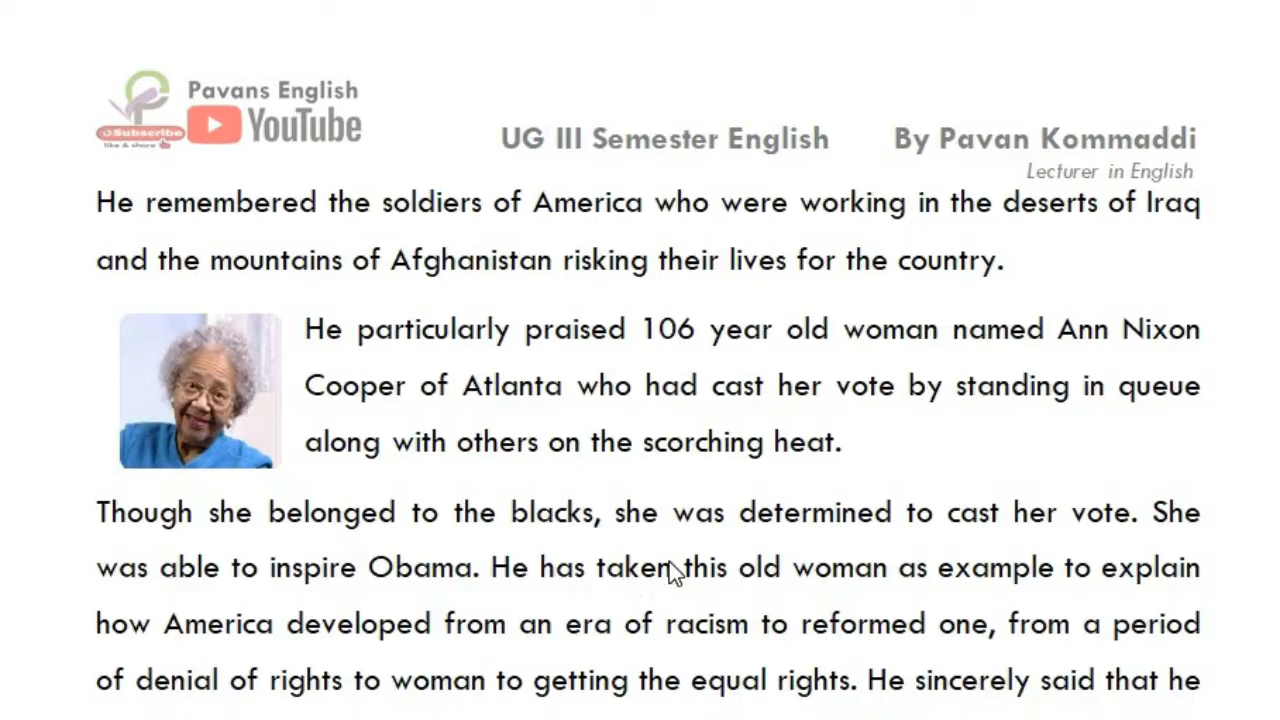 Pavans English
Subscribe
YouTube
like & share
UG III Semester English By Pavan Kommaddi
Lecturer in English
He remembered the soldiers of America who were working in the deserts of Iraq
and the mountains of Afghanistan risking their lives for the country.
He particularly praised 106 year old woman named Ann Nixon
Cooper of Atlanta who had cast her vote by standing in queue
along with others on the scorching heat.
Though she belonged to the blacks, she was determined to cast her vote. She
was able to inspire Obama. He has taken this old woman as example to explain
how America developed from an era of racism to reformed one, from a period
of denial of rights to woman to getting the equal rights. He sincerely said that he